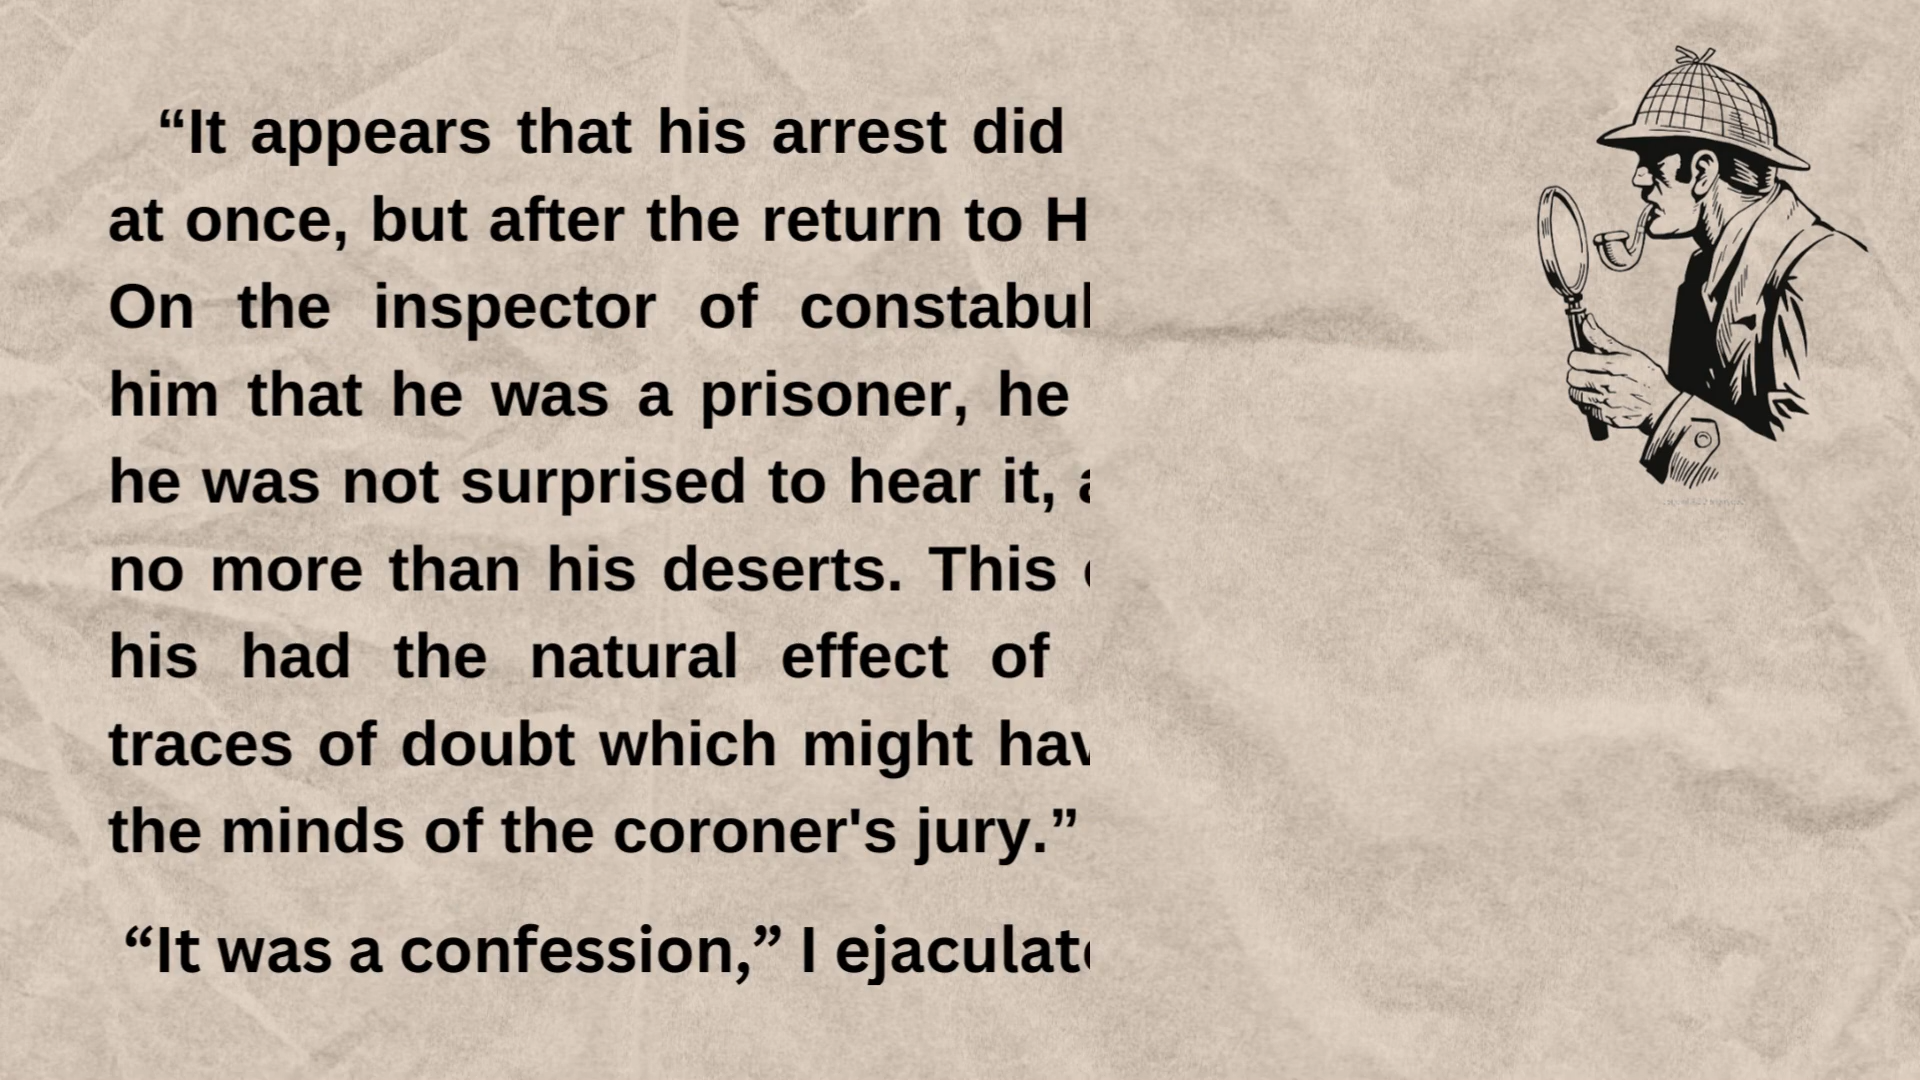 “It appears that his arrest did
at once, but after the return to H
On the inspector of constabul
him that he was a prisoner, he
he was not surprised to hear it,
no more than his deserts. This
his had the natural effect of
traces of doubt which might hav
the minds of the coroner's jury.”
“It was a confession,” I ejaculate